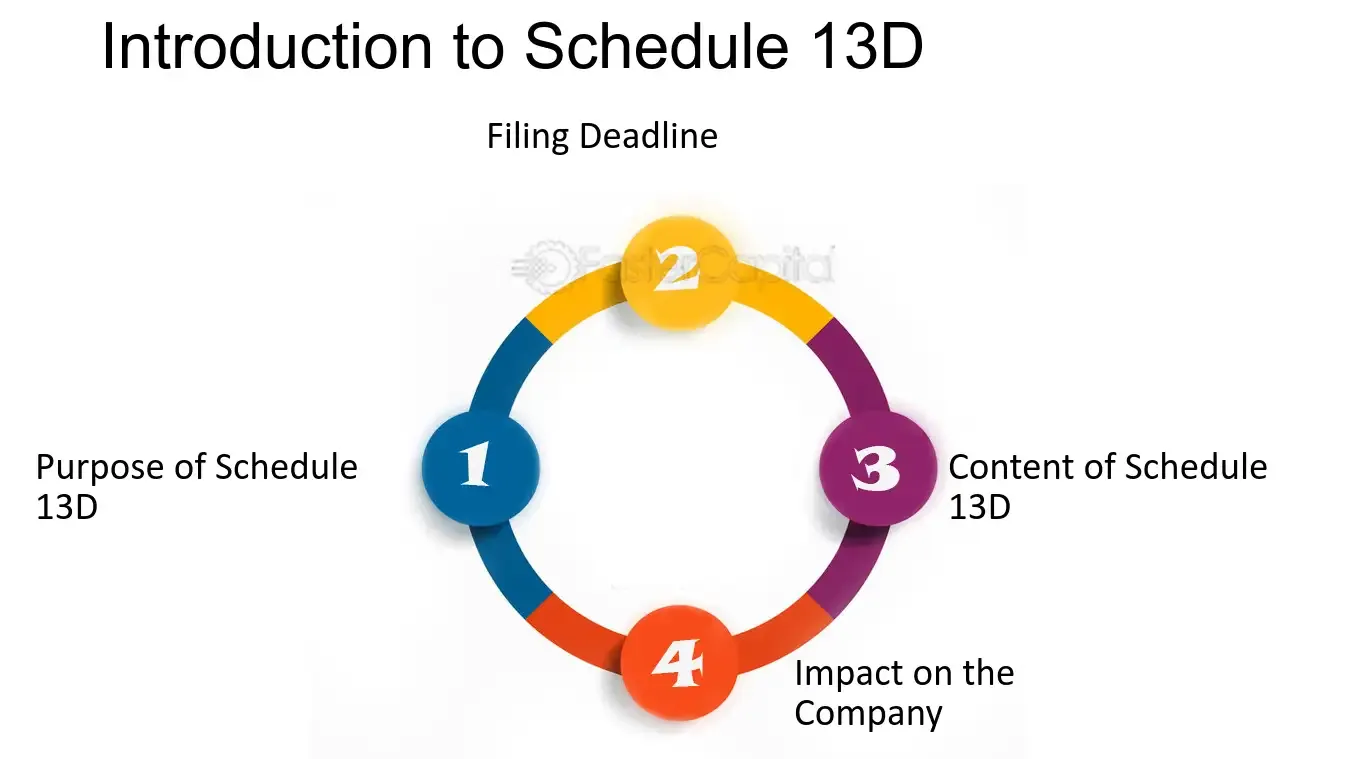 Introduction to Schedule 13D
Filing Deadline
FasterCapital
2
1
Purpose of Schedule
13D
3
Content of Schedule
13D
4
Impact on the
Company